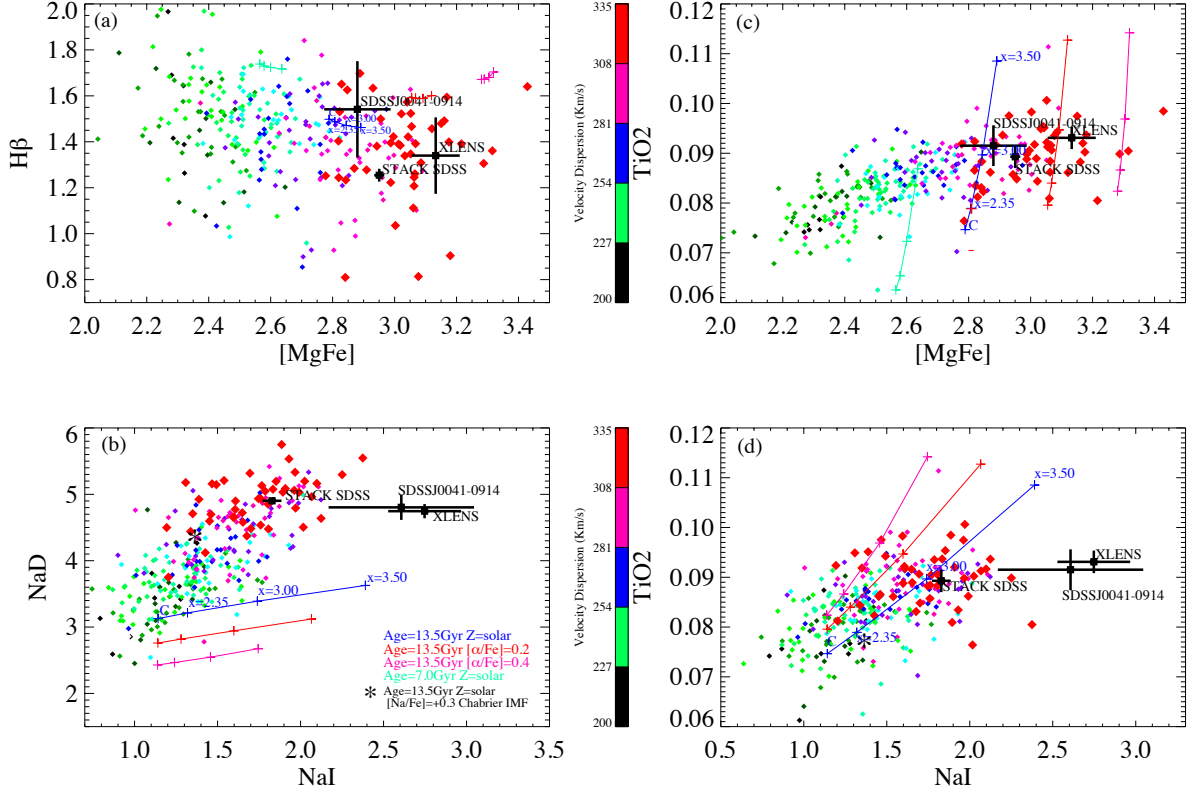 (a)
Hβ
2.0
1.8
1.6
1.4
1.2
1.0
0.8
SDSSJ0041-0914
x=3.50
XLENS
STACK SDSS
2.0 2.2 2.4 2.6 2.8 3.0 3.2 3.4
[MgFe]
335
308
281
254
227
200
Velocity Dispersion (Km/s)
(c)
TiO2
0.12
0.11
0.10
0.09
0.08
0.07
0.06
x=3.50
SDSSJ0041-0914
XLENS
STACK SDSS
x=2.35
C
2.0 2.2 2.4 2.6 2.8 3.0 3.2 3.4
[MgFe]
(b)
NaD
6
5
4
3
2
SDSSJ0041-0914
STACK SDSS
XLENS
x=3.50
x=3.00
x=2.35
C
Age=13.5Gyr Z=solar
Age=13.5Gyr [α/Fe]=0.2
Age=13.5Gyr [α/Fe]=0.4
Age=7.0Gyr Z=solar
* Age=13.5Gyr Z=solar
[Na/Fe]=+0.3 Chabrier IMF
1.0 1.5 2.0 2.5 3.0 3.5
NaI
335
308
281
254
227
200
Velocity Dispersion (Km/s)
(d)
TiO2
0.12
0.11
0.10
0.09
0.08
0.07
0.06
x=3.50
XLENS
x=3.00
STACK SDSS
SDSSJ0041-0914
x=2.35
C
0.5 1.0 1.5 2.0 2.5 3.0
NaI